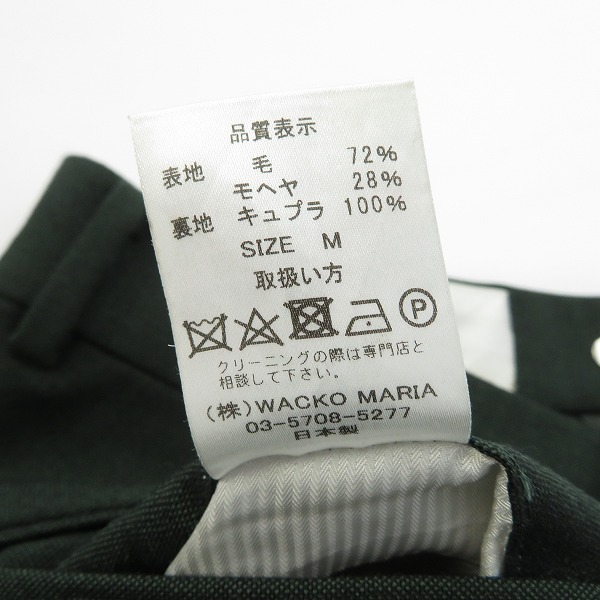 品質表示
表地 毛 72%
モヘヤ 28%
裏地 キュプラ 100%
SIZE M
取扱い方
P
クリーニングの際は専門店と
相談して下さい。
(株)WACKO MARIA
03-5708-5277
日本製